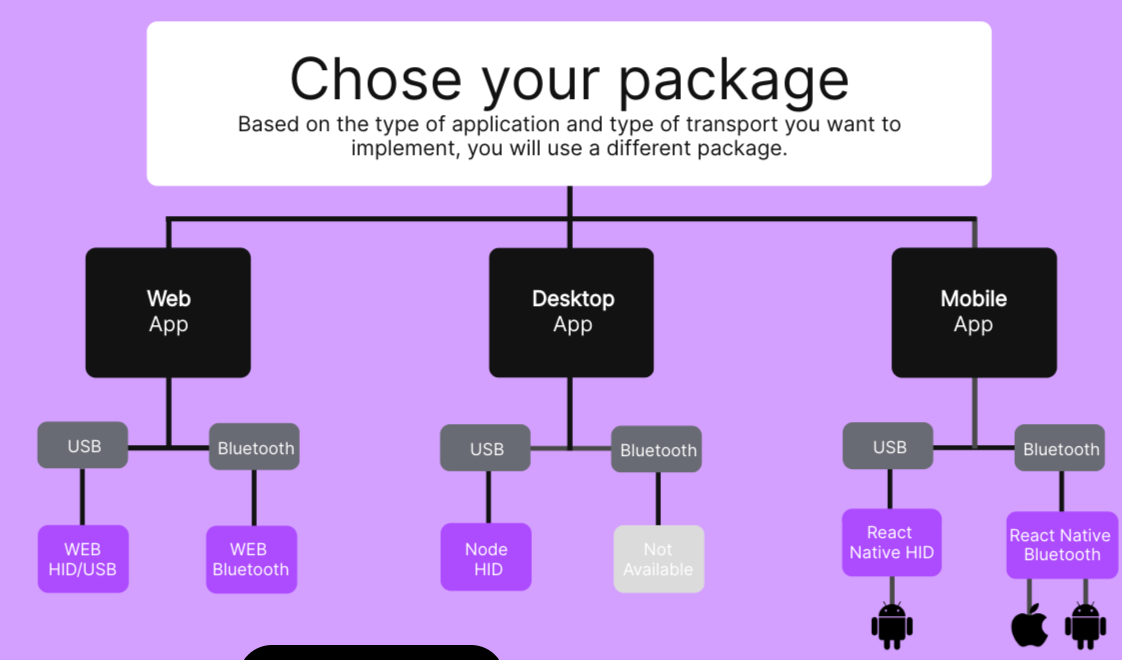 Chose your package
Based on the type of application and type of transport you want to
implement, you will use a different package.
Web
App
Desktop
App
Mobile
App
USB
Bluetooth
USB
Bluetooth
USB
Bluetooth
WEB
HID/USB
WEB
Bluetooth
Node
HID
Not
Available
React
Native HID
React Native
Bluetooth